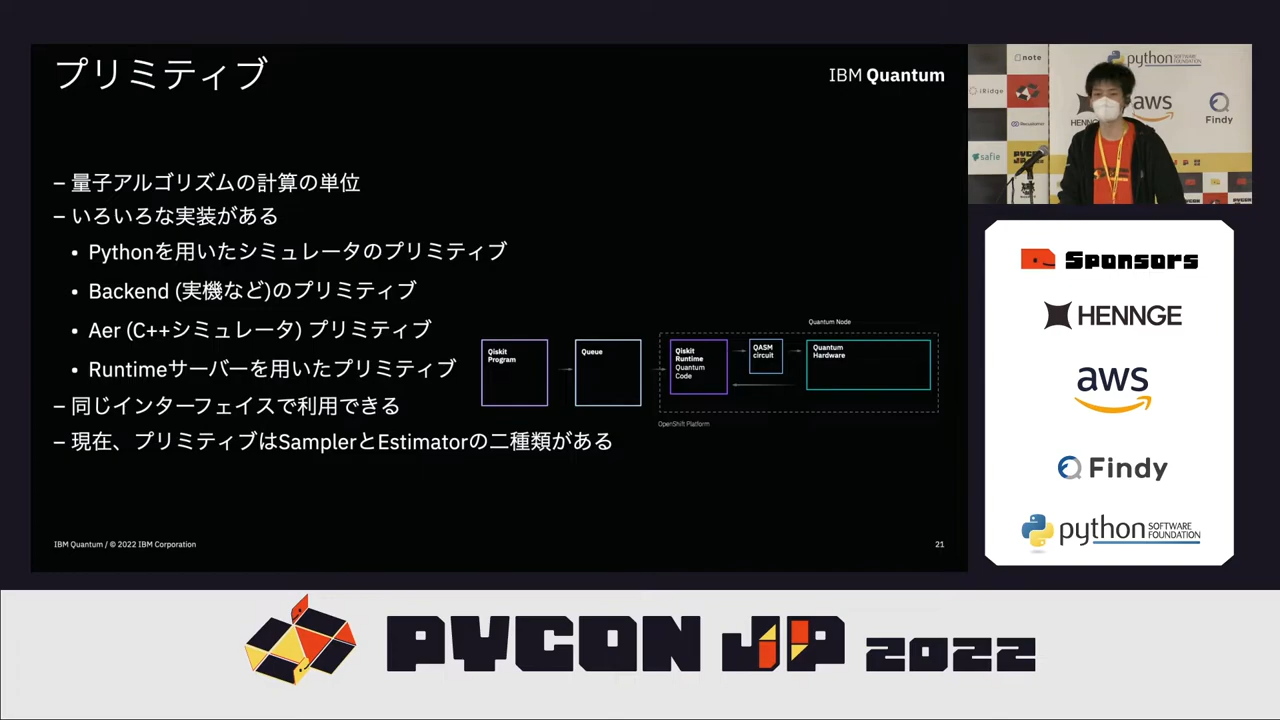 プリミティブ
IBM Quantum
– 量子アルゴリズムの計算の単位
– いろいろな実装がある
• Pythonを用いたシミュレータのプリミティブ
• Backend (実機など)のプリミティブ
• Aer (C++シミュレータ) プリミティブ
• Runtimeサーバーを用いたプリミティブ
– 同じインターフェイスで利用できる
– 現在、プリミティブはSamplerとEstimatorの二種類がある
Qiskit
Program
Queue
Quantum Node
Qiskit
Runtime
Quantum
Code
QASM
circuit
Quantum
Hardware
OpenShift Platform
IBM Quantum / © 2022 IBM Corporation
21
note
iRidge
safie
python
SOFTWARE
FOUNDATION
aws
Findy
Sponsors
HENNGE
aws
Findy
python
SOFTWARE
FOUNDATION
PYCON JP 2022